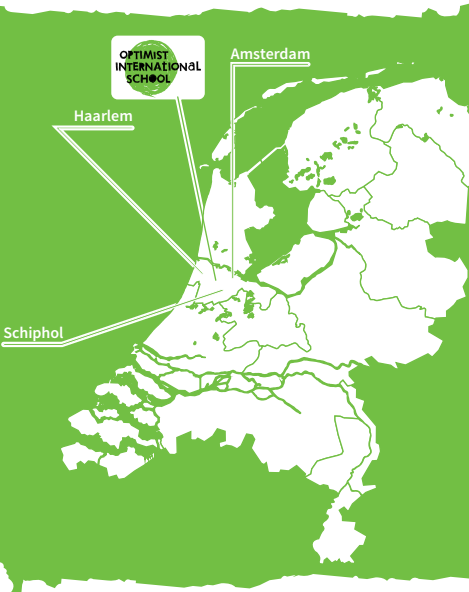 OPTIMIST
INTERNATIONAL
SCHOOL
Amsterdam
Haarlem
Schiphol